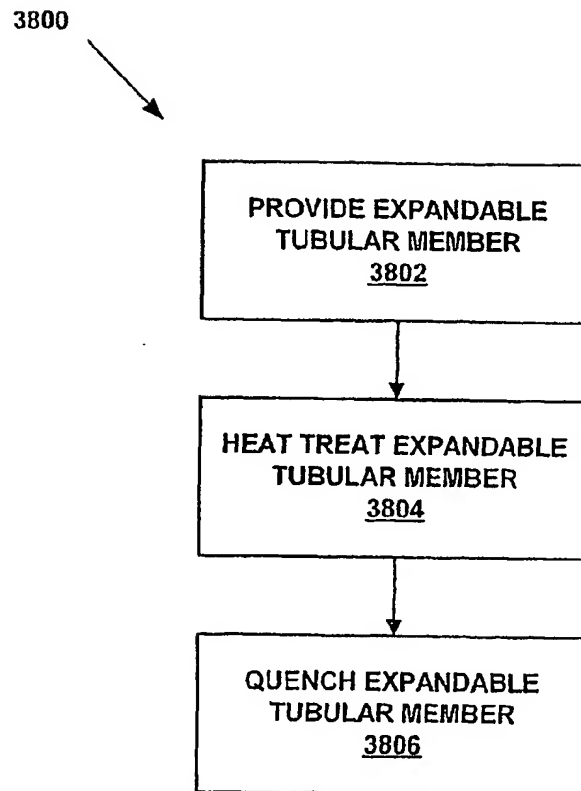 3800
PROVIDE EXPANDABLE
TUBULAR MEMBER
3802
HEAT TREAT EXPANDABLE
TUBULAR MEMBER
3804
QUENCH EXPANDABLE
TUBULAR MEMBER
3806